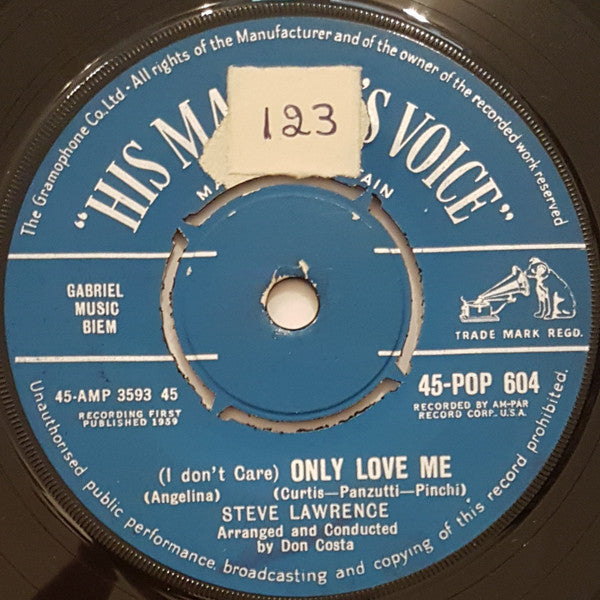 The Gramophone Co. Ltd - All rights of the Manufacturer and of the owner of the recorded work reserved
"HIS MA 'S VOICE"
123
MA AIN
GABRIEL
MUSIC
BIEM
TRADE MARK REGD.
45-AMP 3593 45
RECORDING FIRST
PUBLISHED 1959
45-POP 604
RECORDED BY AM-PAR
RECORD CORP. U.S.A.
(I don't Care) ONLY LOVE ME
(Angelina) (Curtis-Panzutti-Pinchi)
STEVE LAWRENCE
Arranged and Conducted
by Don Costa
Unauthorised public performance, broadcasting and copying of this record prohibited.